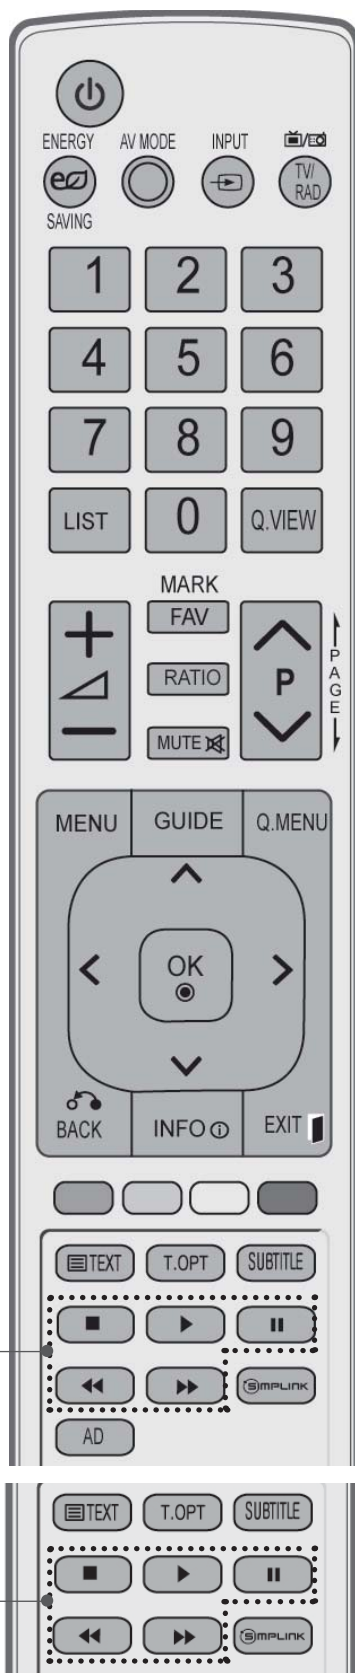 ENERGY AV MODE INPUT
TV/
RAD
SAVING
1 2 3
4 5 6
7 8 9
LIST 0 Q.VIEW
MARK
FAV
P
PAGE
RATIO
MUTE
MENU GUIDE Q.MENU
OK
BACK INFO EXIT
TEXT T.OPT SUBTITLE
SIMPLINK
AD
TEXT T.OPT SUBTITLE
SIMPLINK